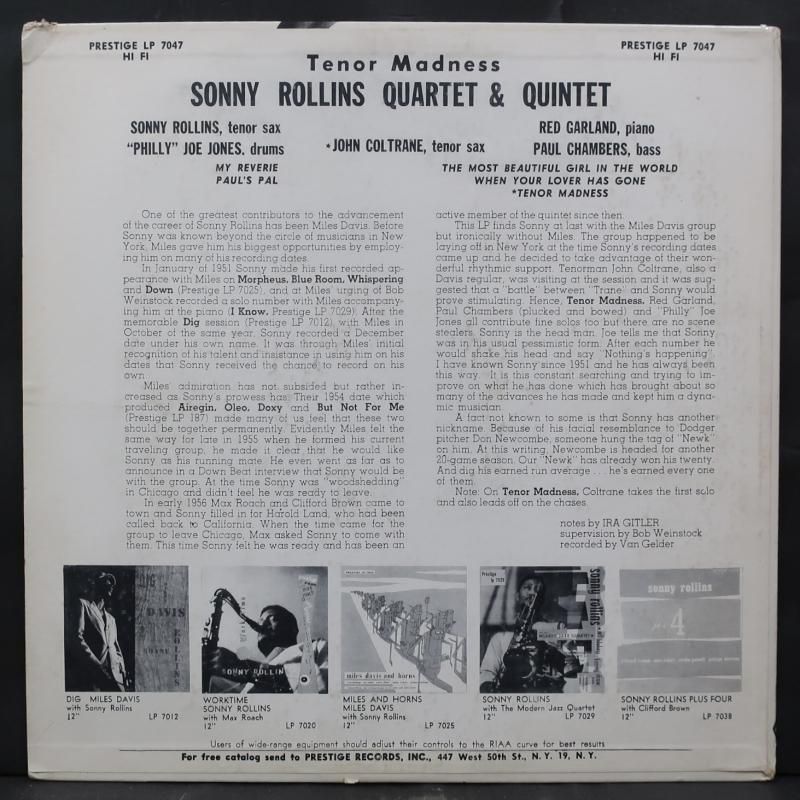 PRESTIGE LP 7047
HI FI
PRESTIGE LP 7047
HI FI
Tenor Madness
SONNY ROLLINS QUARTET & QUINTET
SONNY ROLLINS, tenor sax
"PHILLY" JOE JONES, drums
*JOHN COLTRANE, tenor sax
RED GARLAND, piano
PAUL CHAMBERS, bass
MY REVERIE
PAUL'S PAL
THE MOST BEAUTIFUL GIRL IN THE WORLD
WHEN YOUR LOVER HAS GONE
*TENOR MADNESS
One of the greatest contributors to the advancement
of the career of Sonny Rollins has been Miles Davis. Before
Sonny was known beyond the circle of musicians in New
York, Miles gave him his biggest opportunities by employ-
ing him on many of his recording dates.
In January of 1951 Sonny made his first recorded ap-
pearance with Miles on Morpheus, Blue Room, Whispering
and Down (Prestige LP 7025), and at Miles' urging of Bob
Weinstock recorded a solo number with Miles accompany-
ing him at the piano (I Know, Prestige LP 7029). After the
memorable Dig session (Prestige LP 7012) with Miles in
October of the same year, Sonny recorded a December
date under his own name. It was through Miles' initial
recognition of his talent and insistance in using him on his
dates that Sonny received the chance to record on his
own.
Miles' admiration has not subsided but rather in-
creased as Sonny's prowess has. Their 1954 date which
produced Airegin, Oleo, Doxy and But Not For Me
(Prestige LP 187) made many of us feel that these two
should be together permanently. Evidently Miles felt the
same way for late in 1955 when he formed his current
traveling group, he made it clear that he would like
Sonny as his running mate. He even went as far as to
announce in a Down Beat interview that Sonny would be
with the group. At the time Sonny was "woodshedding"
in Chicago and didn't feel he was ready to leave.
In early 1956 Max Roach and Clifford Brown came to
town and Sonny filled in for Harold Land, who had been
called back to California. When the time came for the
group to leave Chicago, Max asked Sonny to come with
them. This time Sonny felt he was ready and has been an
active member of the quintet since then.
This LP finds Sonny at last with the Miles Davis group
but ironically without Miles. The group happened to be
laying off in New York at the time Sonny's recording dates
came up and he decided to take advantage of their won-
derful rhythmic support. Tenorman John Coltrane, also a
Davis regular, was visiting at the session and it was sug-
gested that a "battle" between "Trane" and Sonny would
prove stimulating. Hence, Tenor Madness. Red Garland,
Paul Chambers (plucked and bowed) and "Philly" Joe
Jones all contribute fine solos too but there are no scene
stealers. Sonny is the head man. Joe tells me that Sonny
was in his usual pessimistic form. After each number he
would shake his head and say "Nothing's happening".
I have known Sonny since 1951 and he has always been
this way. It is this constant searching and trying to im-
prove on what he has done which has brought about so
many of the advances he has made and kept him a dyna-
mic musician.
A fact not known to some is that Sonny has another
nickname. Because of his facial resemblance to Dodger
pitcher Don Newcombe, someone hung the tag of "Newk"
on him. At this writing, Newcombe is headed for another
20-game season. Our "Newk" has already won his twenty.
And dig his earned run average . . . he's earned every one
of them.
Note: On Tenor Madness, Coltrane takes the first solo
and also leads off on the chases.
notes by IRA GITLER
supervision by Bob Weinstock
recorded by Van Gelder
DIG
DAVIS
SONNY
ROLLINS
worktime
SONNY ROLLINS
miles davis and horns
Prestige
lp 7029
sonny rollins
MODERN JAZZ QUARTET
sonny rollins
4
DIG MILES DAVIS
with Sonny Rollins
12" LP 7012
WORKTIME
SONNY ROLLINS
with Max Roach
12" LP 7020
MILES AND HORNS
MILES DAVIS
with Sonny Rollins
12" LP 7025
SONNY ROLLINS
with The Modern Jazz Quartet
12" LP 7029
SONNY ROLLINS PLUS FOUR
with Clifford Brown
12" LP 7038
Users of wide-range equipment should adjust their controls to the RIAA curve for best results
For free catalog send to PRESTIGE RECORDS, INC., 447 West 50th St., N.Y. 19, N.Y.